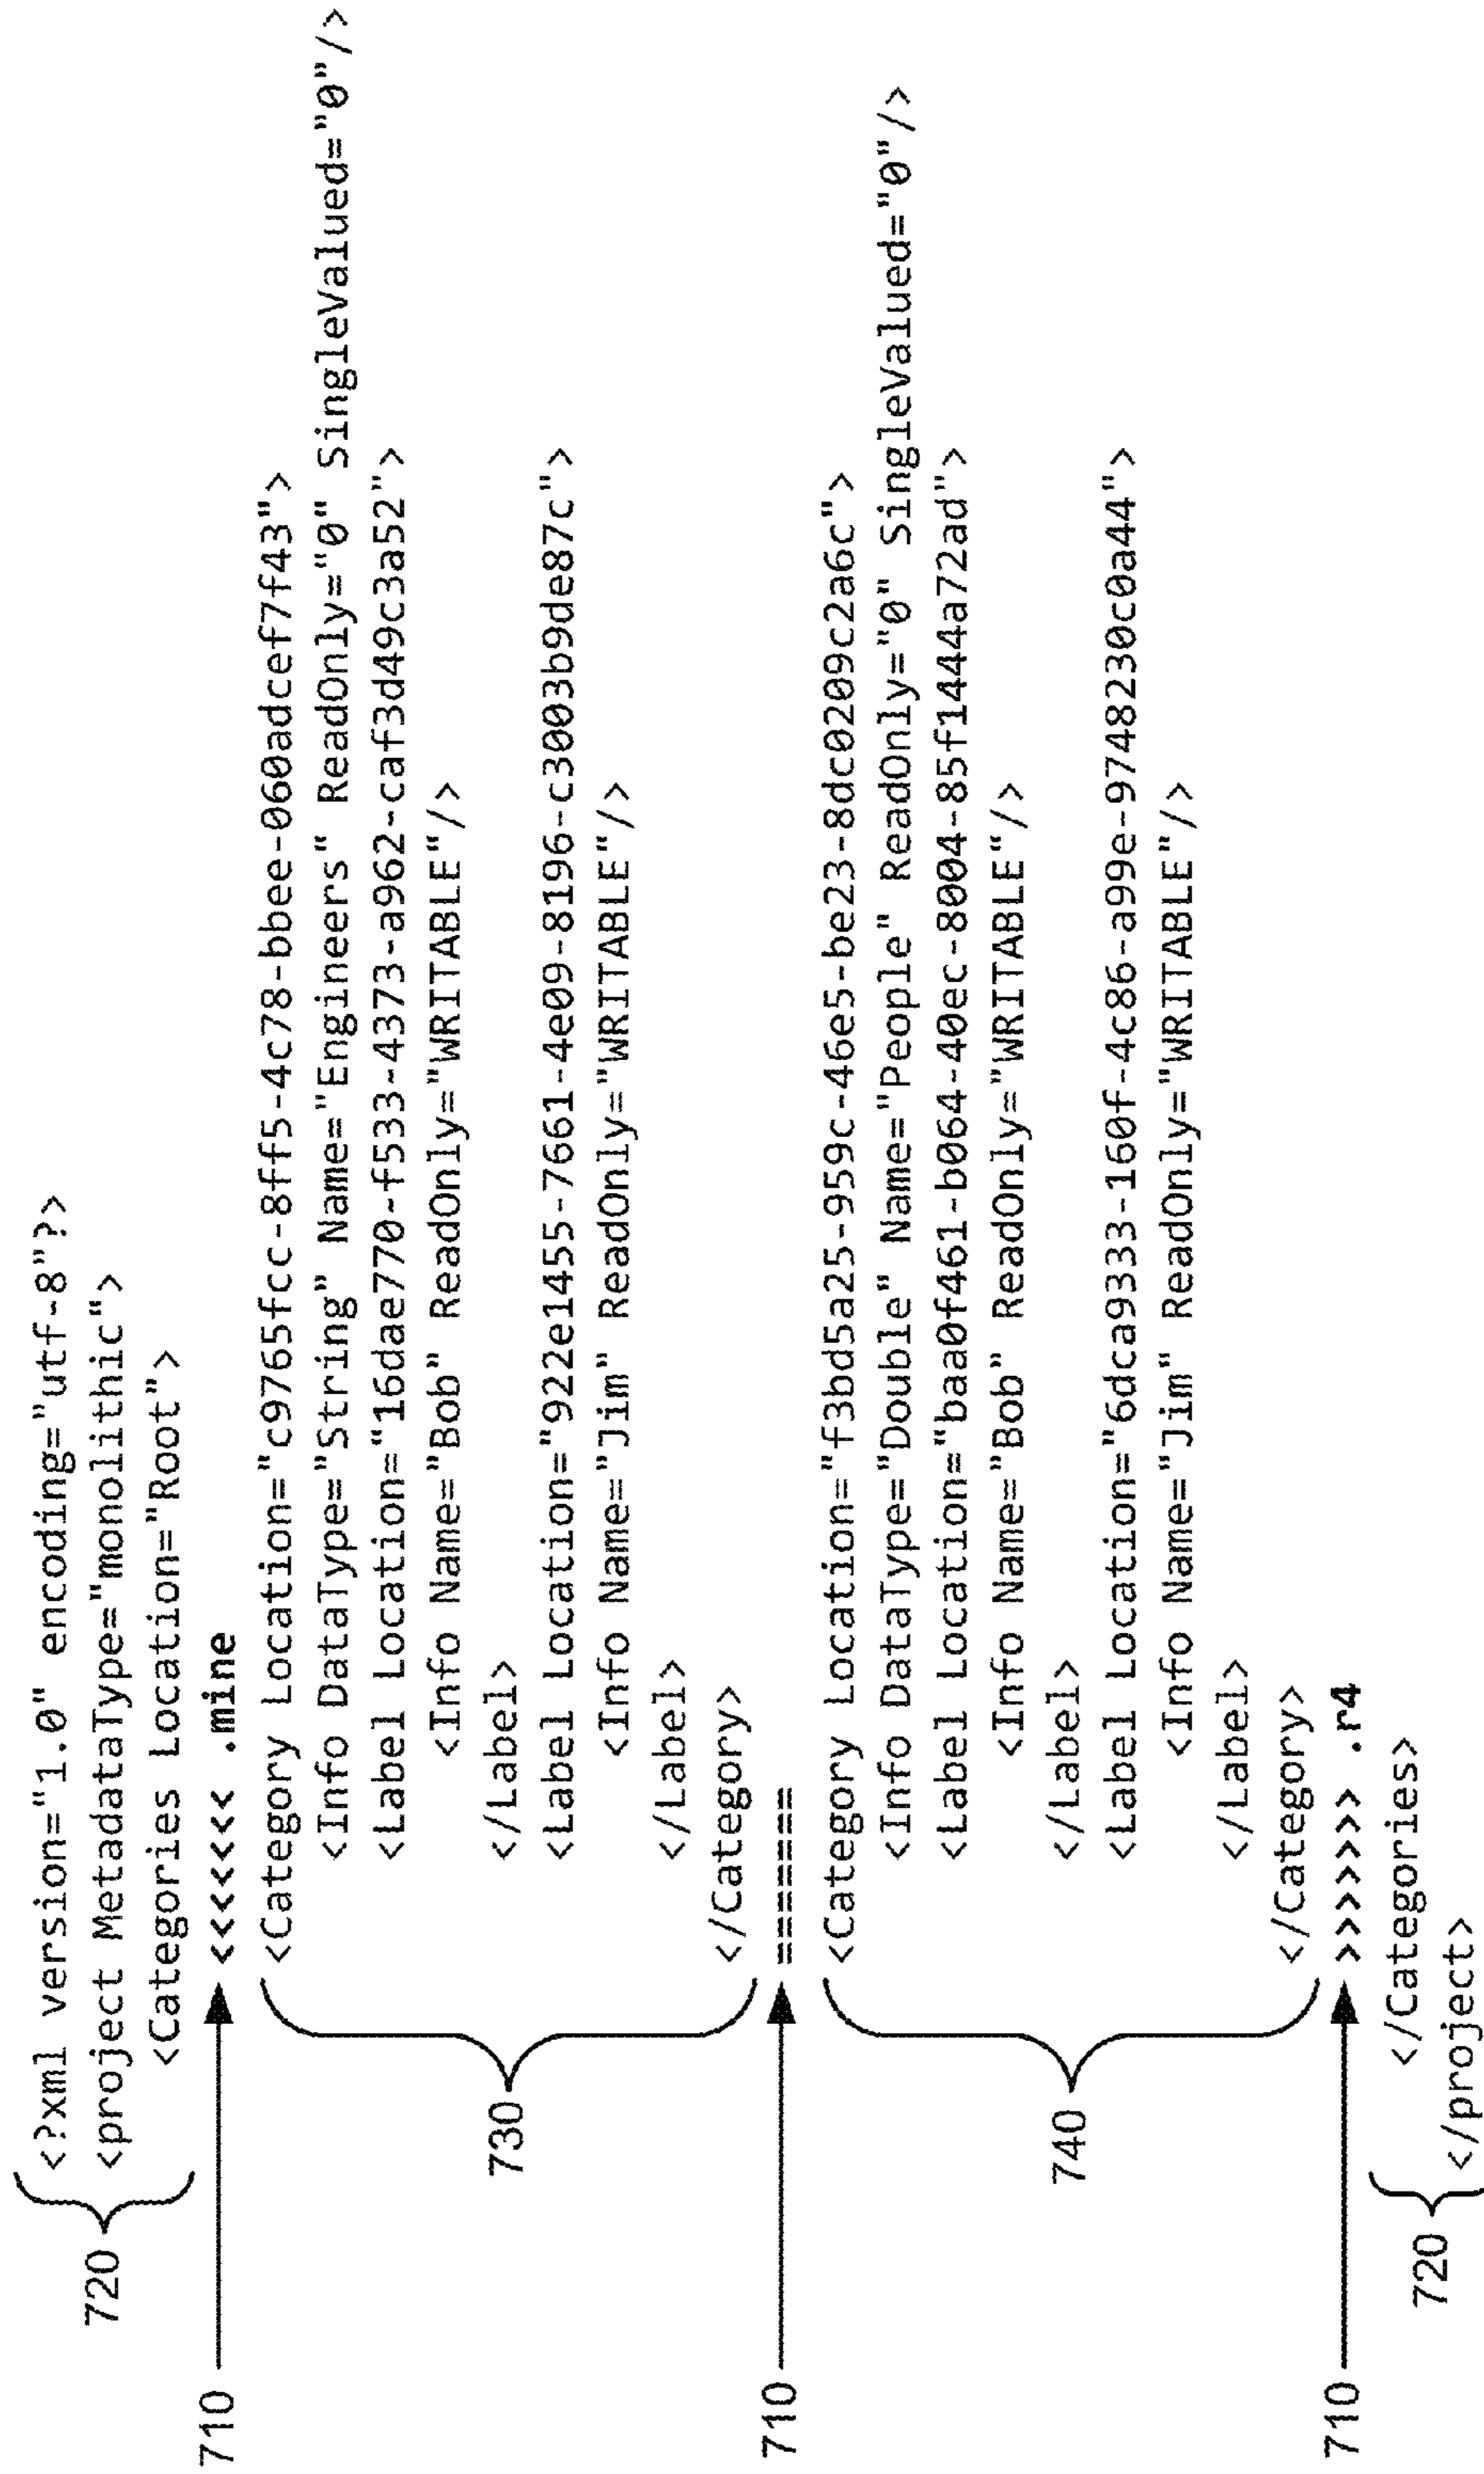 720 <?xml version="1.0" encoding="utf-8"?>
<project MetadataType="monolithic">
<Categories Location="Root">
710 <<<<<<< .mine
<Category Location="c9765fcc-8ff5-4c78-bbee-060adcef7f43">
<Info DataType="String" Name="Engineers" ReadOnly="0" SingleValued="0"/>
<Label Location="16dae770-f533-4373-a962-caf3d49c3a52">
<Info Name="Bob" ReadOnly="WRITABLE"/>
730 </Label>
<Label Location="922e1455-7661-4e09-8196-c3003b9de87c">
<Info Name="Jim" ReadOnly="WRITABLE"/>
</Label>
</Category>
710 =======
<Category Location="f3bd5a25-959c-46e5-be23-8dc0209c2a6c">
<Info DataType="Double" Name="People" ReadOnly="0" SingleValued="0"/>
<Label Location="baa0f461-b064-40ec-8004-85f1444a72ad">
<Info Name="Bob" ReadOnly="WRITABLE"/>
740 </Label>
<Label Location="6dca9333-160f-4c86-a99e-9748230c0a44">
<Info Name="Jim" ReadOnly="WRITABLE"/>
</Label>
</Category>
710 >>>>>>> .r4
720 </Categories>
</project>